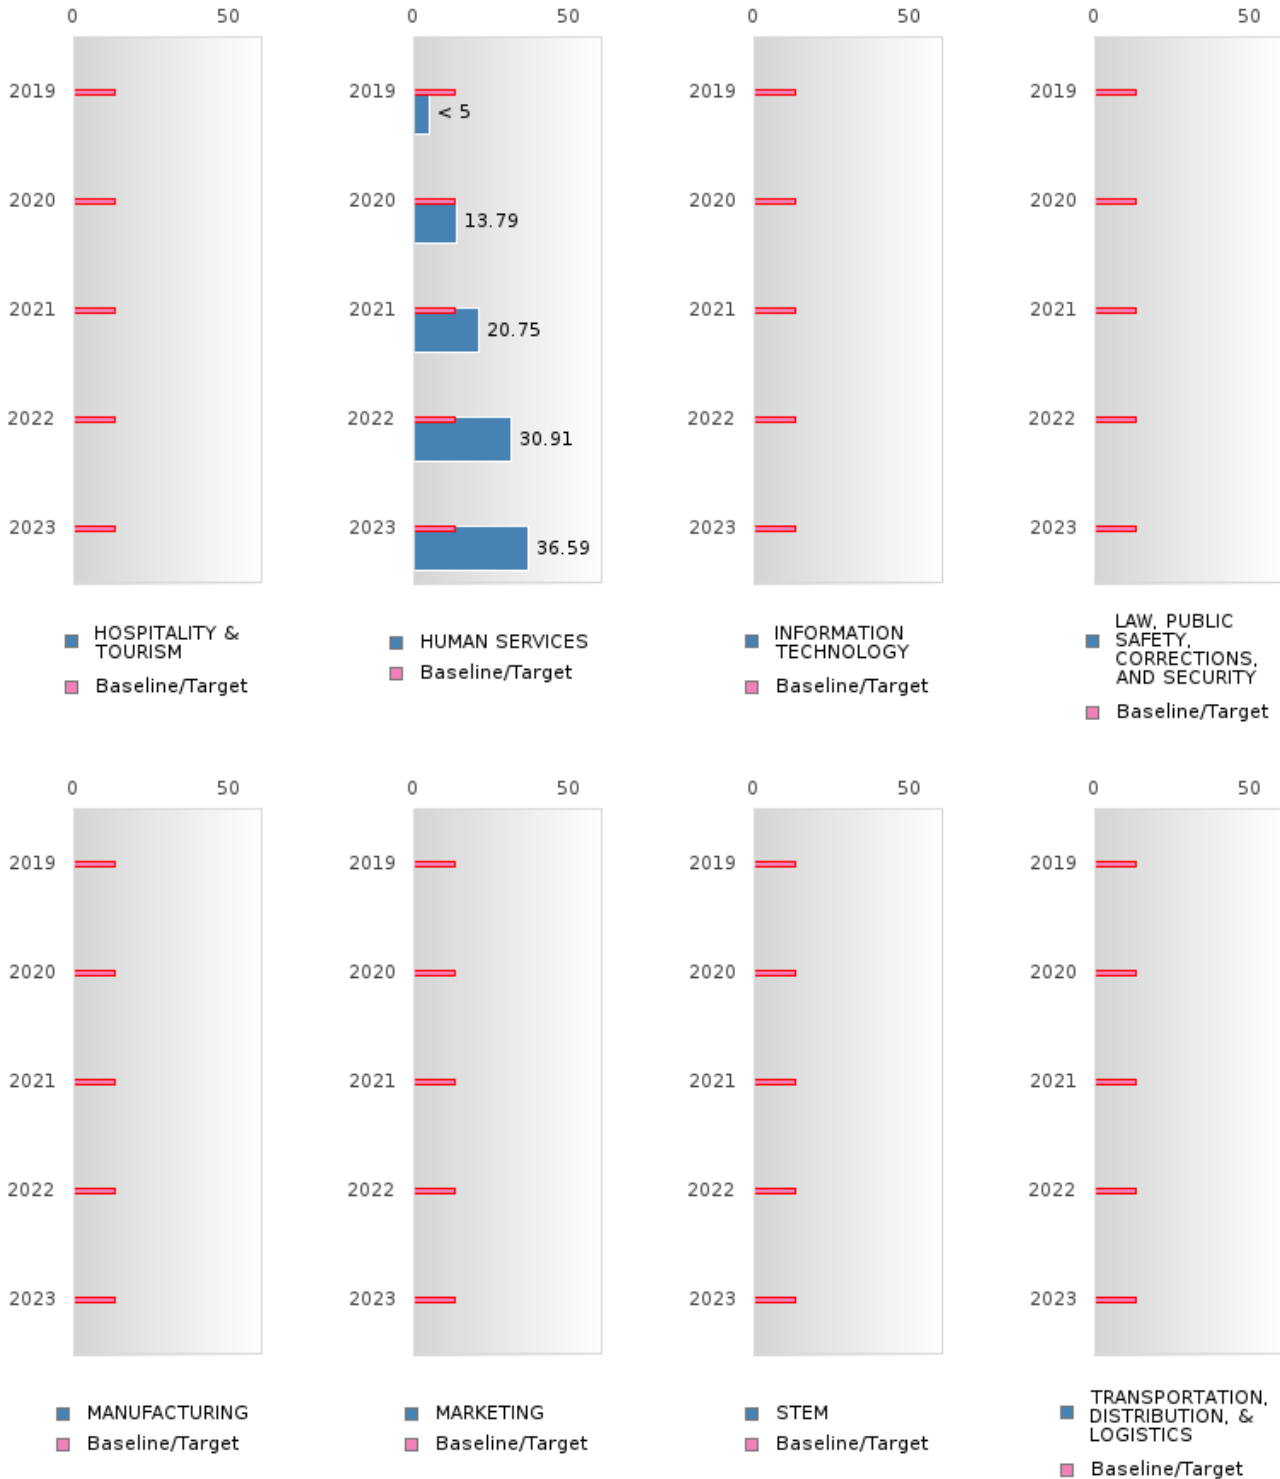 0 50
2019
2020
2021
2022
2023
HOSPITALITY &
TOURISM
Baseline/Target
0 50
2019
< 5
2020
13.79
2021
20.75
2022
30.91
2023
36.59
HUMAN SERVICES
Baseline/Target
0 50
2019
2020
2021
2022
2023
INFORMATION
TECHNOLOGY
Baseline/Target
0 50
2019
2020
2021
2022
2023
LAW, PUBLIC
SAFETY,
CORRECTIONS,
AND SECURITY
Baseline/Target
0 50
2019
2020
2021
2022
2023
MANUFACTURING
Baseline/Target
0 50
2019
2020
2021
2022
2023
MARKETING
Baseline/Target
0 50
2019
2020
2021
2022
2023
STEM
Baseline/Target
0 50
2019
2020
2021
2022
2023
TRANSPORTATION,
DISTRIBUTION, &
LOGISTICS
Baseline/Target